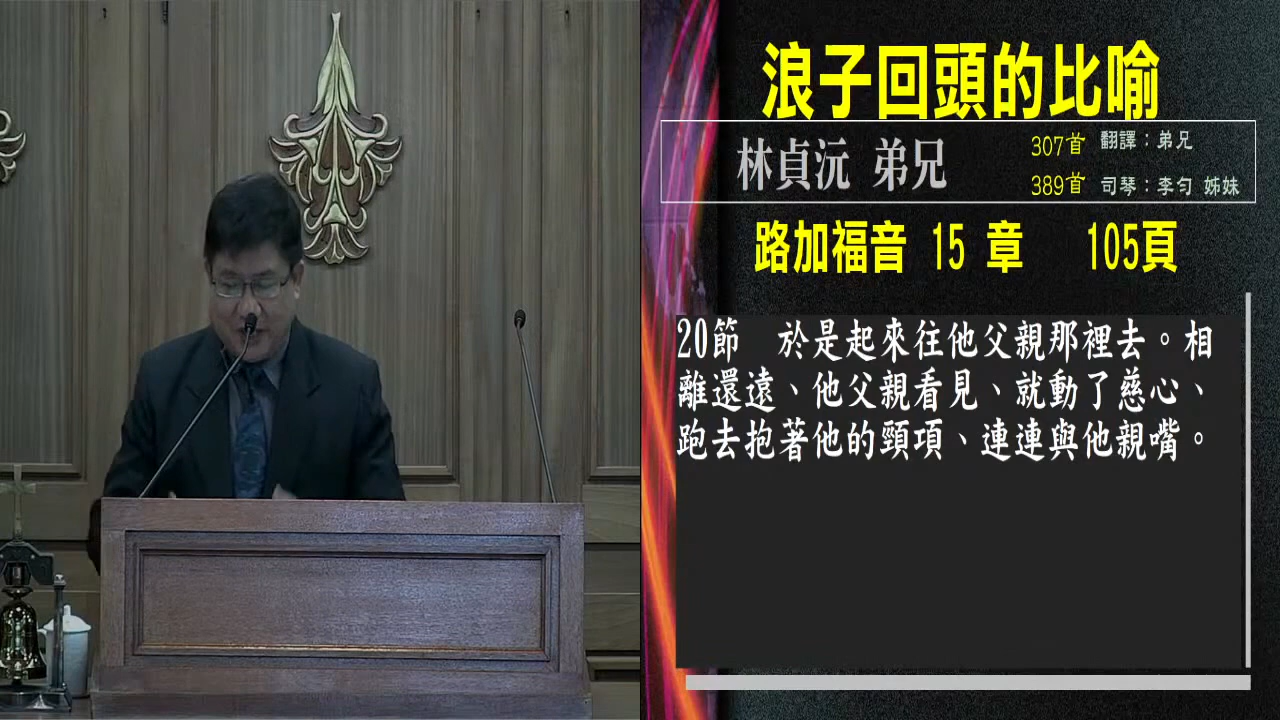 浪子回頭的比喻
林貞沅 弟兄
307首 翻譯：弟兄
389首 司琴：李勻 姊妹
路加福音 15 章 105頁
20節 於是起來往他父親那裡去。相
離還遠、他父親看見、就動了慈心、
跑去抱著他的頸項、連連與他親嘴。